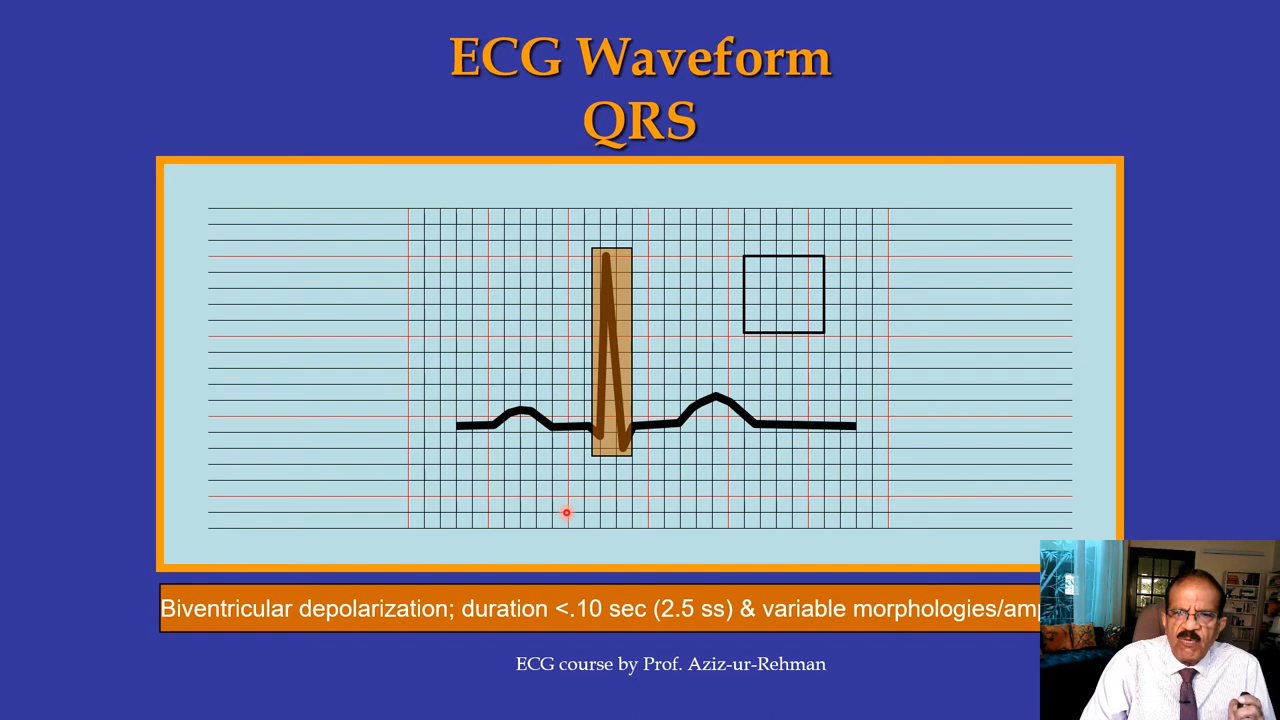 ECG Waveform
QRS
Biventricular depolarization; duration <.10 sec (2.5 ss) & variable morphologies/
ECG course by Prof. Aziz-ur-Rehman